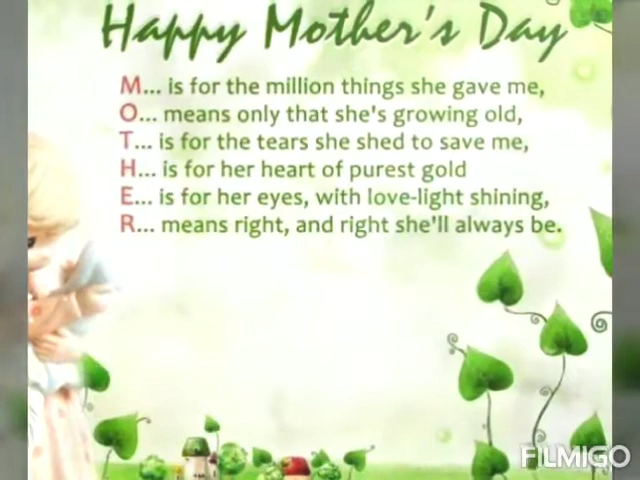 Happy Mother's Day
M... is for the million things she gave me,
O... means only that she's growing old,
T... is for the tears she shed to save me,
H... is for her heart of purest gold
E... is for her eyes, with love-light shining,
R... means right, and right she'll always be.
FILMIGO